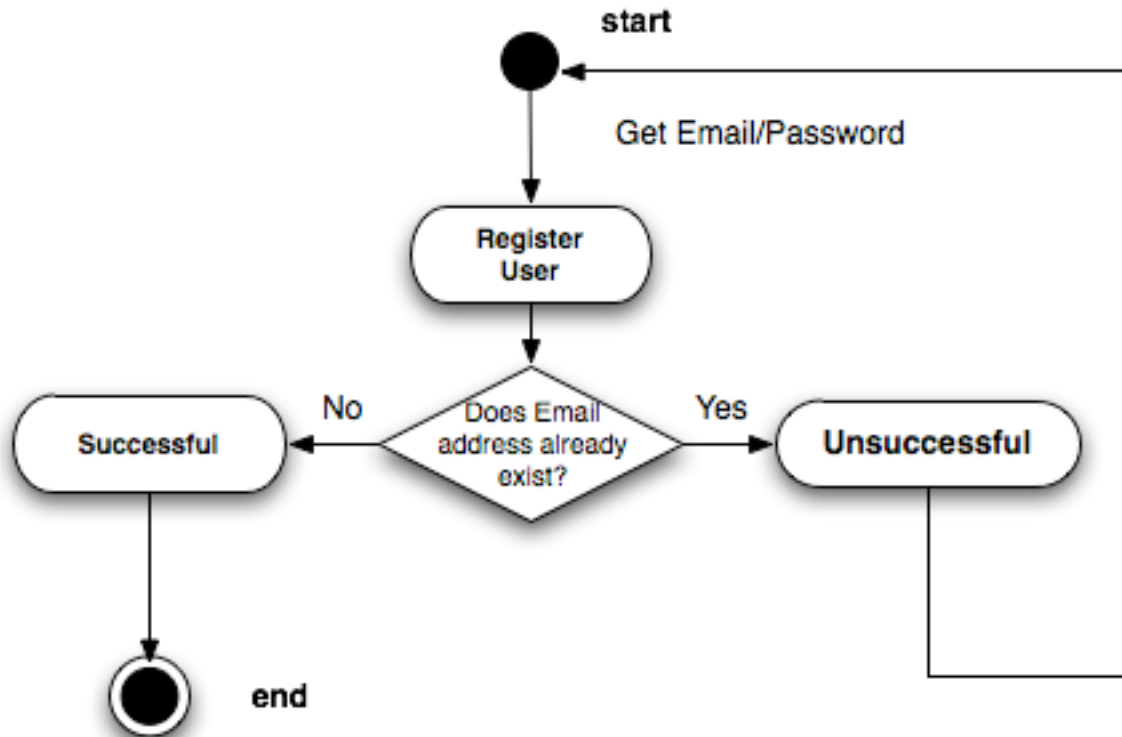 start
Get Email/Password
Register
User
No
Does Email
address already
exist?
Yes
Successful
Unsuccessful
end